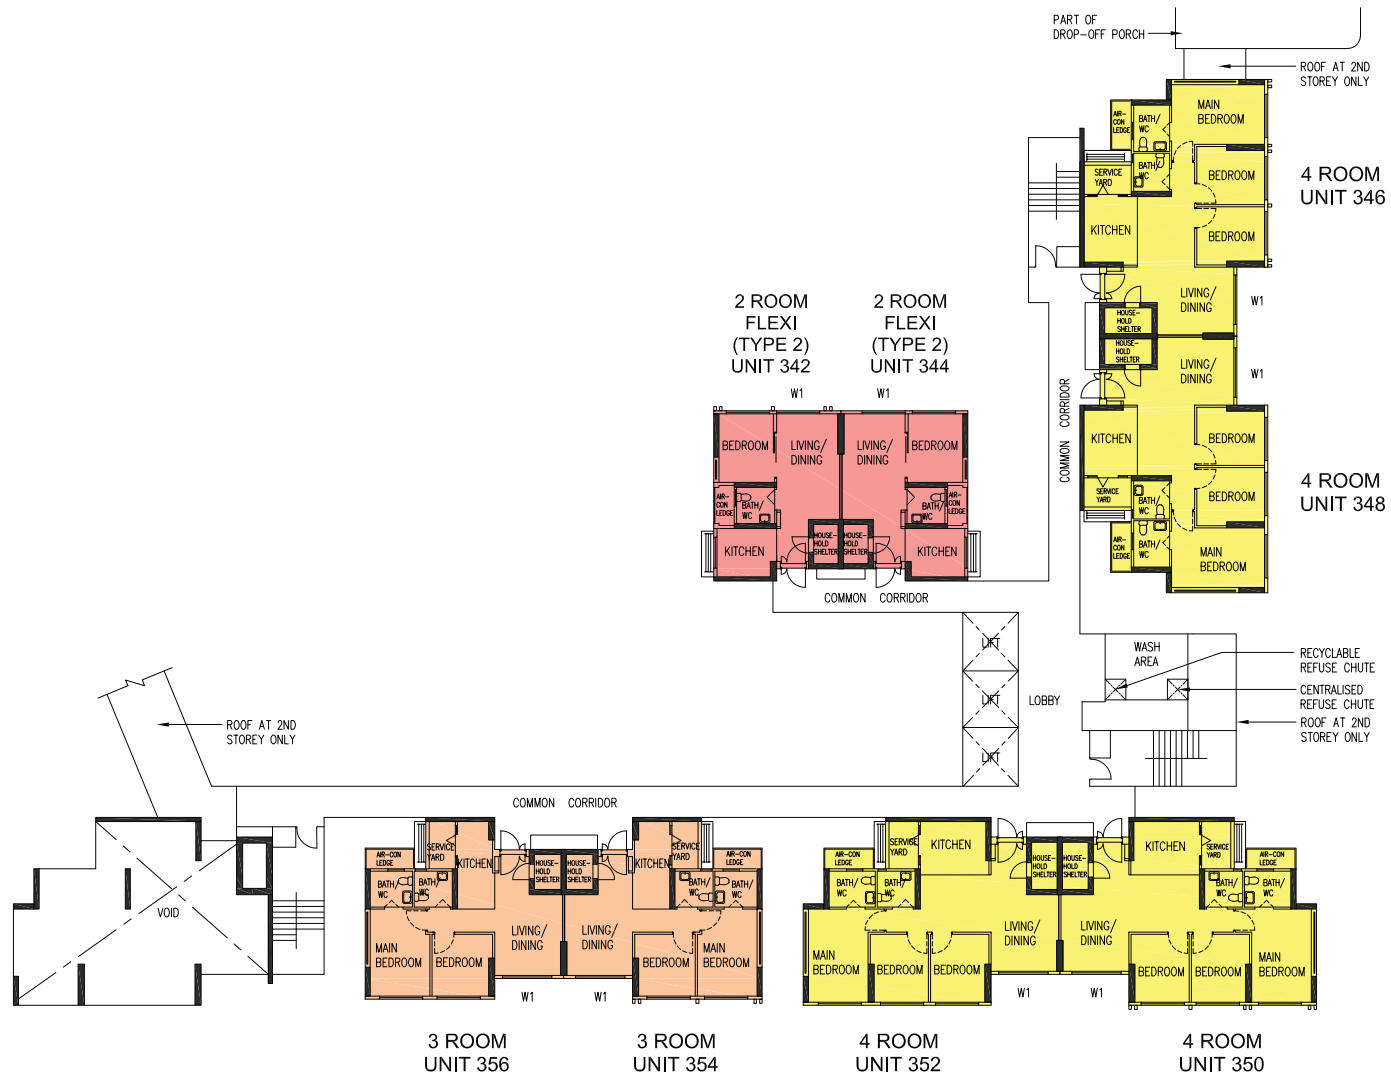 PART OF
DROP-OFF PORCH
ROOF AT 2ND
STOREY ONLY
MAIN
BEDROOM
AIR-
CON
LEDGE
BATH/
WC
BATH/
WC
SERVICE
YARD
BEDROOM
4 ROOM
UNIT 346
KITCHEN
BEDROOM
LIVING/
DINING
W1
HOUSE-
HOLD
SHELTER
HOUSE-
HOLD
SHELTER
LIVING/
DINING
W1
COMMON CORRIDOR
KITCHEN
BEDROOM
SERVICE
YARD
BATH/
WC
BEDROOM
4 ROOM
UNIT 348
AIR-
CON
LEDGE
BATH/
WC
MAIN
BEDROOM
2 ROOM
FLEXI
(TYPE 2)
UNIT 342
2 ROOM
FLEXI
(TYPE 2)
UNIT 344
W1
W1
BEDROOM
LIVING/
DINING
LIVING/
DINING
BEDROOM
AIR-
CON
LEDGE
BATH/
WC
BATH/
WC
AIR-
CON
LEDGE
KITCHEN
HOUSE-
HOLD
SHELTER
HOUSE-
HOLD
SHELTER
KITCHEN
COMMON CORRIDOR
LIFT
LIFT
LIFT
LOBBY
WASH
AREA
RECYCLABLE
REFUSE CHUTE
CENTRALISED
REFUSE CHUTE
ROOF AT 2ND
STOREY ONLY
ROOF AT 2ND
STOREY ONLY
COMMON CORRIDOR
VOID
AIR-CON
LEDGE
SERVICE
YARD
KITCHEN
HOUSE-
HOLD
SHELTER
BATH/
WC
BATH/
WC
MAIN
BEDROOM
BEDROOM
LIVING/
DINING
W1
3 ROOM
UNIT 356
HOUSE-
HOLD
SHELTER
KITCHEN
SERVICE
YARD
AIR-CON
LEDGE
BATH/
WC
BATH/
WC
LIVING/
DINING
BEDROOM
MAIN
BEDROOM
W1
3 ROOM
UNIT 354
AIR-CON
LEDGE
SERVICE
YARD
KITCHEN
HOUSE-
HOLD
SHELTER
BATH/
WC
BATH/
WC
LIVING/
DINING
MAIN
BEDROOM
BEDROOM
BEDROOM
W1
4 ROOM
UNIT 352
HOUSE-
HOLD
SHELTER
KITCHEN
SERVICE
YARD
AIR-CON
LEDGE
BATH/
WC
BATH/
WC
LIVING/
DINING
BEDROOM
BEDROOM
MAIN
BEDROOM
W1
4 ROOM
UNIT 350